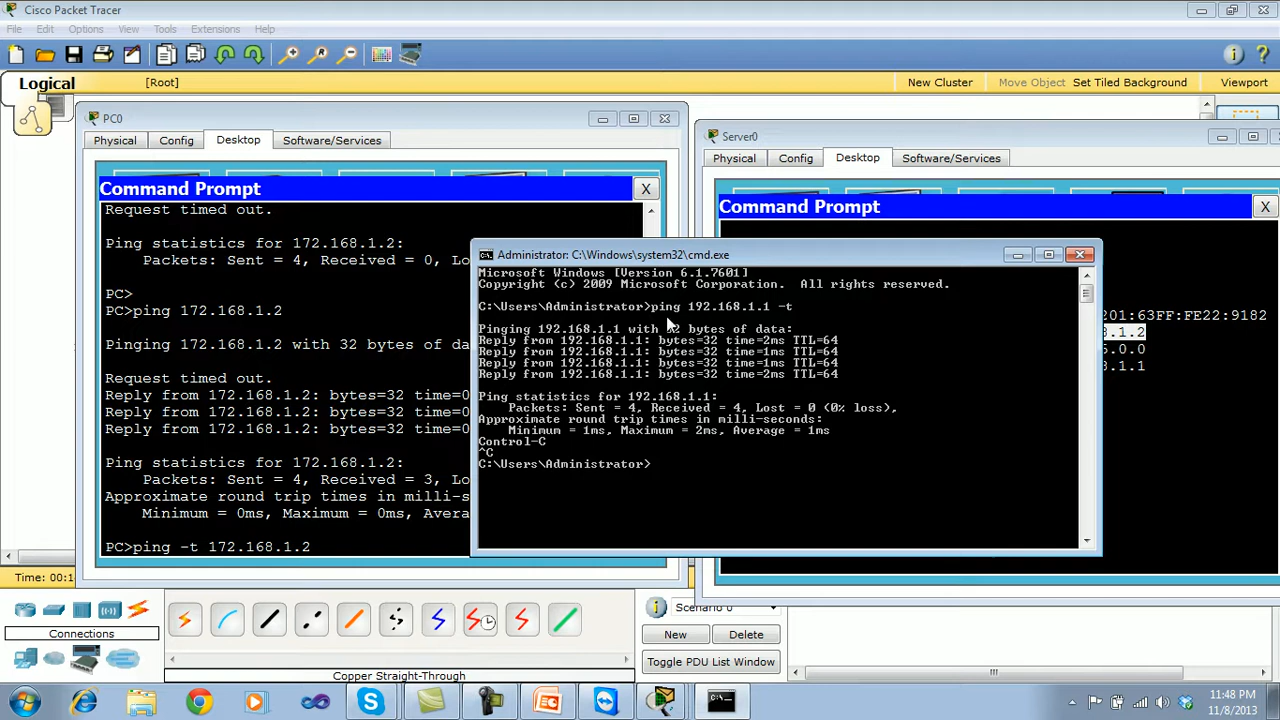 Cisco Packet Tracer
File Edit Options View Tools Extensions Help
Logical
[Root]
New Cluster
Move Object
Set Tiled Background
Viewport
PC0
Physical Config Desktop Software/Services
Command Prompt
X
Request timed out.
Ping statistics for 172.168.1.2:
Packets: Sent = 4, Received = 0, Lo
PC>
PC>ping 172.168.1.2
Pinging 172.168.1.2 with 32 bytes of da
Request timed out.
Reply from 172.168.1.2: bytes=32 time=0
Reply from 172.168.1.2: bytes=32 time=0
Reply from 172.168.1.2: bytes=32 time=0
Ping statistics for 172.168.1.2:
Packets: Sent = 4, Received = 3, Lo
Approximate round trip times in milli-s
Minimum = 0ms, Maximum = 0ms, Avera
PC>ping -t 172.168.1.2
Server0
Physical Config Desktop Software/Services
Command Prompt
X
201:63FF:FE22:9182
.1.2
.0.0
.1.1
Administrator: C:\Windows\system32\cmd.exe
Microsoft Windows [Version 6.1.7601]
Copyright (c) 2009 Microsoft Corporation. All rights reserved.
C:\Users\Administrator>ping 192.168.1.1 -t
Pinging 192.168.1.1 with 32 bytes of data:
Reply from 192.168.1.1: bytes=32 time=2ms TTL=64
Reply from 192.168.1.1: bytes=32 time=1ms TTL=64
Reply from 192.168.1.1: bytes=32 time=1ms TTL=64
Reply from 192.168.1.1: bytes=32 time=2ms TTL=64
Ping statistics for 192.168.1.1:
Packets: Sent = 4, Received = 4, Lost = 0 (0% loss),
Approximate round trip times in milli-seconds:
Minimum = 1ms, Maximum = 2ms, Average = 1ms
Control-C
^C
C:\Users\Administrator>
Time: 00:1
Connections
Copper Straight-Through
Scenario 0
New
Delete
Toggle PDU List Window
11:48 PM
11/8/2013